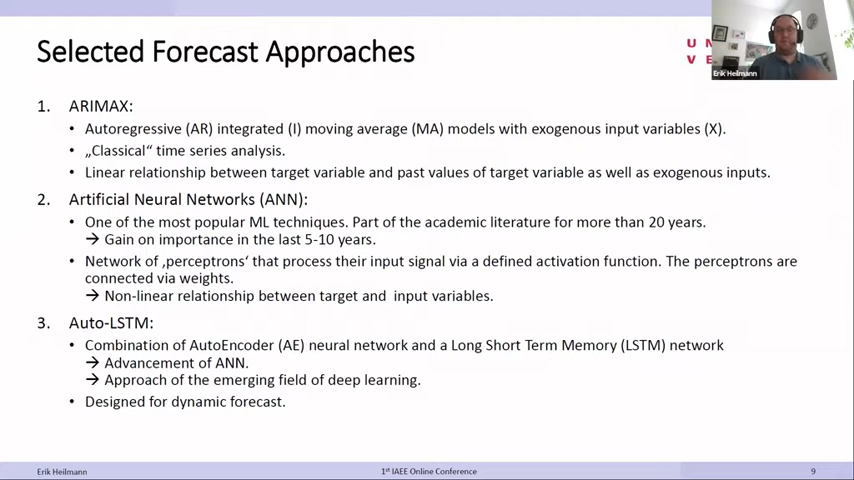 Selected Forecast Approaches
U N
V E
Erik Heilmann
1. ARIMAX:
• Autoregressive (AR) integrated (I) moving average (MA) models with exogenous input variables (X).
• „Classical“ time series analysis.
• Linear relationship between target variable and past values of target variable as well as exogenous inputs.
2. Artificial Neural Networks (ANN):
• One of the most popular ML techniques. Part of the academic literature for more than 20 years.
→ Gain on importance in the last 5-10 years.
• Network of ‚perceptrons‘ that process their input signal via a defined activation function. The perceptrons are
connected via weights.
→ Non-linear relationship between target and input variables.
3. Auto-LSTM:
• Combination of AutoEncoder (AE) neural network and a Long Short Term Memory (LSTM) network
→ Advancement of ANN.
→ Approach of the emerging field of deep learning.
• Designed for dynamic forecast.
Erik Heilmann
1st IAEE Online Conference
9